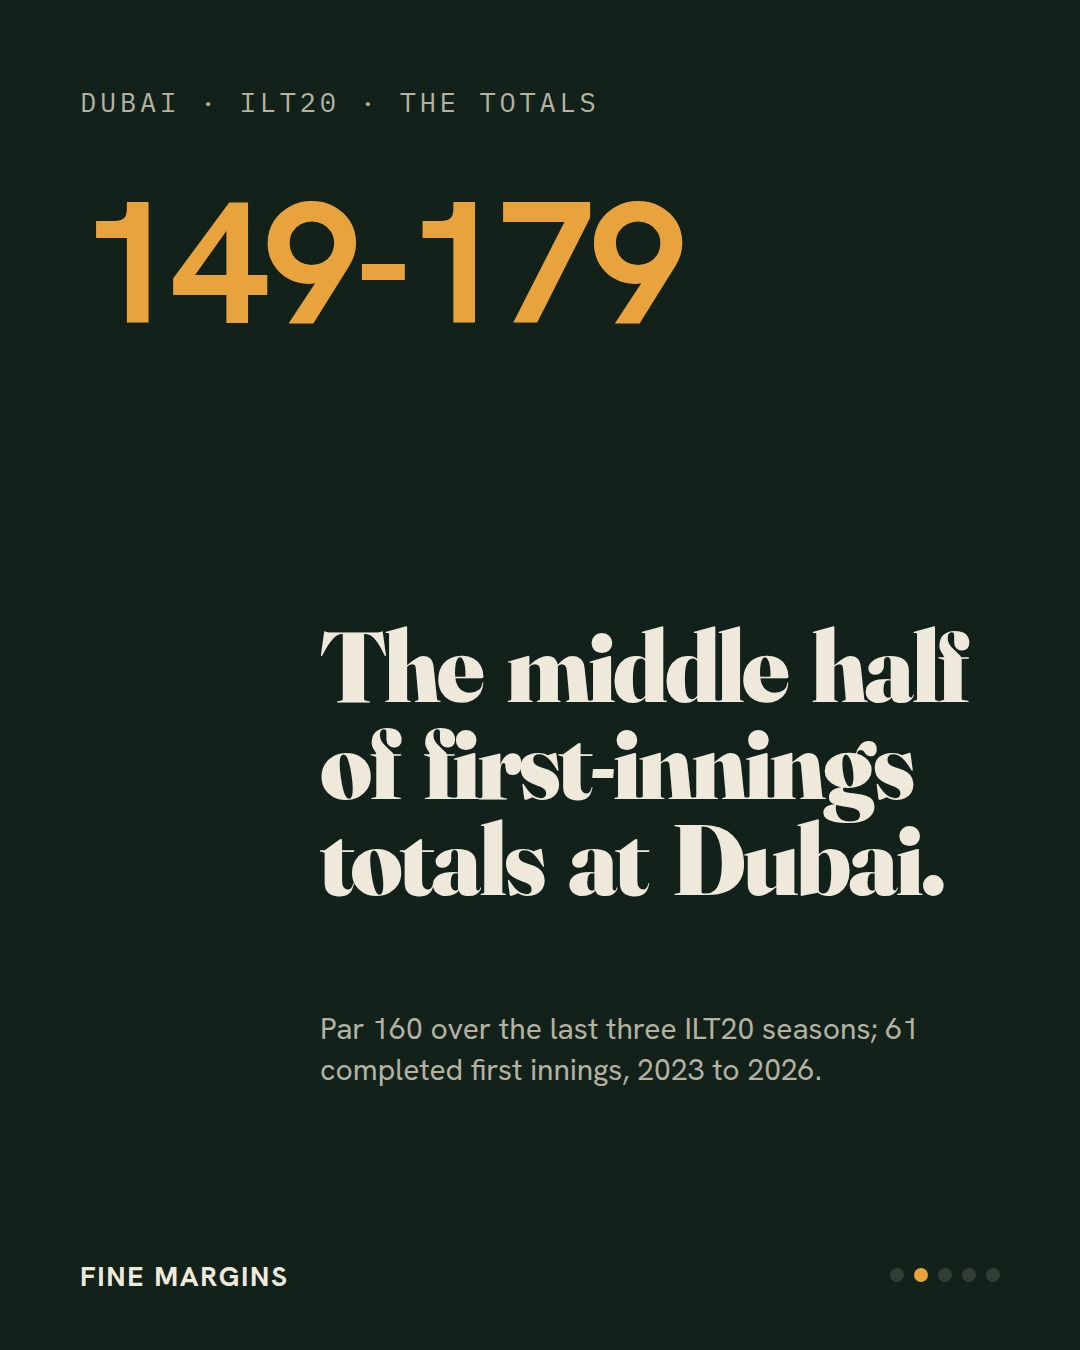 DUBAI · ILT20 · THE TOTALS
149-179
The middle half
of first-innings
totals at Dubai.
Par 160 over the last three ILT20 seasons; 61
completed first innings, 2023 to 2026.
FINE MARGINS